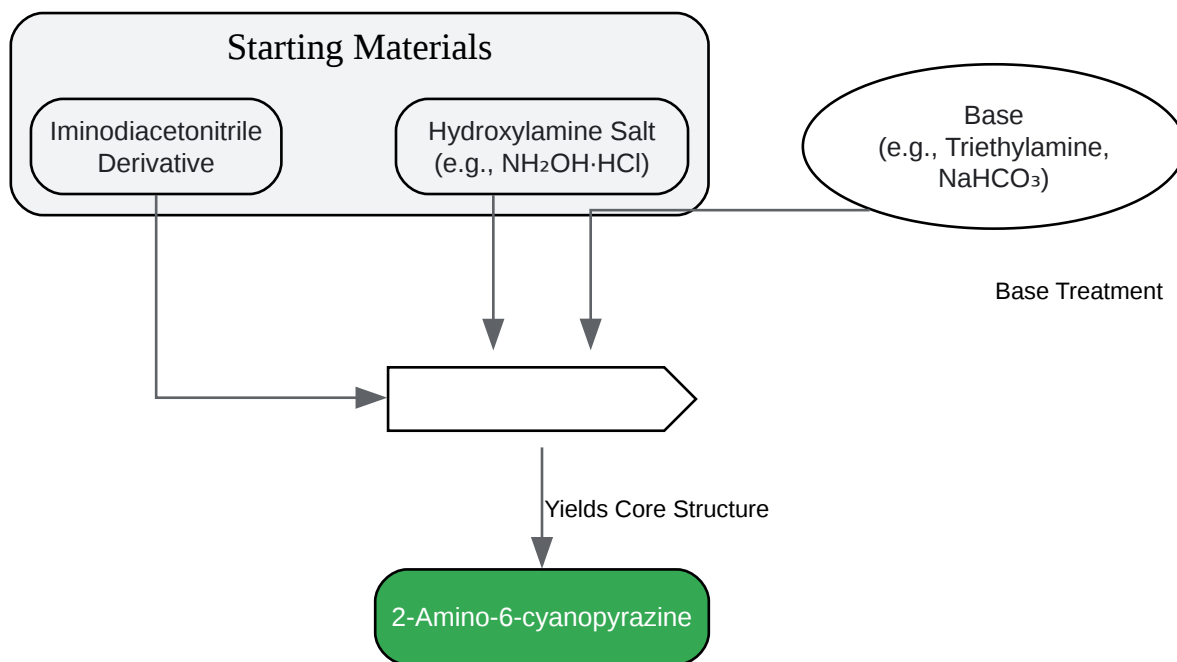 Starting Materials
Iminodiacetonitrile
Derivative
Hydroxylamine Salt
(e.g., NH₂OH·HCl)
Base
(e.g., Triethylamine,
NaHCO₃)
Base Treatment
Yields Core Structure
2-Amino-6-cyanopyrazine